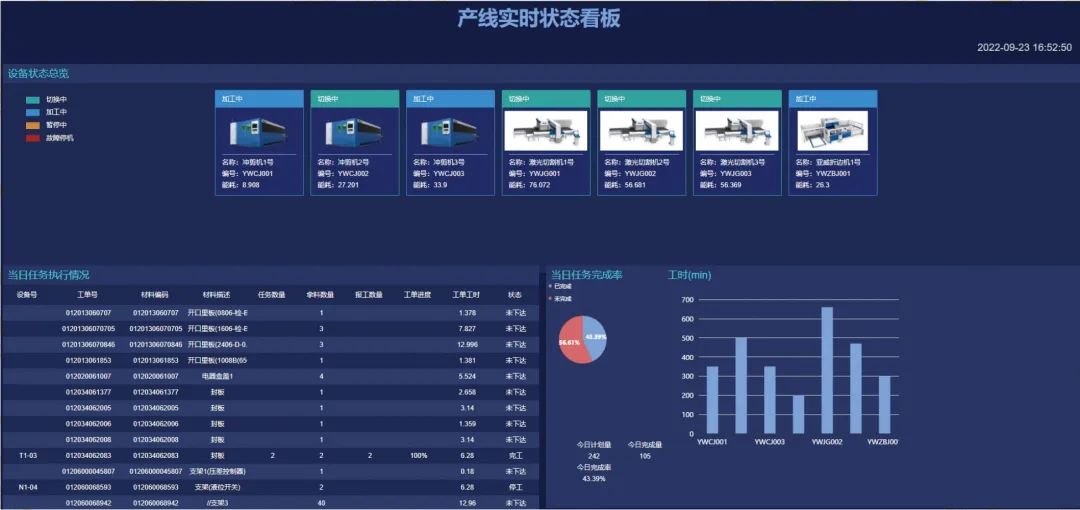 产线实时状态看板
2022-09-23 16:52:50
设备状态总览
切换中
加工中
暂停中
故障停机
加工中 切换中 加工中 切换中 切换中 切换中 加工中
名称：冲剪机1号 名称：冲剪机2号 名称：冲剪机3号 名称：激光切割机1号 名称：激光切割机2号 名称：激光切割机3号 名称：亚威折边机1号
编号：YWCJ001 编号：YWCJ002 编号：YWCJ003 编号：YWJG001 编号：YWJG002 编号：YWJG003 编号：YWZBJ001
能耗：8.908 能耗：27.201 能耗：33.9 能耗：76.072 能耗：56.681 能耗：56.369 能耗：26.3
当日任务执行情况
设备号 工单号 材料编码 材料描述 任务数量 拿料数量 报工数量 工单进度 工单工时 状态
012013060707 012013060707 开口里板(0806-检-E 1 1.378 未下达
01201306070705 01201306070705 开口里板(1606-检-E 3 7.827 未下达
01201306070846 01201306070846 开口里板(2406-D-0. 3 12.996 未下达
012013061853 012013061853 开口里板(1008B(65 1 1.381 未下达
012020061007 012020061007 电器盒盖1 4 5.524 未下达
012034061377 012034061377 封板 1 2.658 未下达
012034062005 012034062005 封板 1 3.14 未下达
012034062006 012034062006 封板 1 1.359 未下达
012034062008 012034062008 封板 1 3.14 未下达
T1-03 012034062083 012034062083 封板 2 2 2 100% 6.28 完工
01206000045807 01206000045807 支架1(压差控制器) 1 0.18 未下达
N1-04 012060068593 012060068593 支架(液位开关) 2 6.28 停工
012060068942 012060068942 //支架3 40 12.96 未下达
当日任务完成率
已完成
未完成
43.39%
56.61%
今日计划量 今日完成量
242 105
今日完成率
43.39%
工时(min)
700
600
500
400
300
200
100
0
YWCJ001 YWCJ003 YWJG002 YWZBJ00